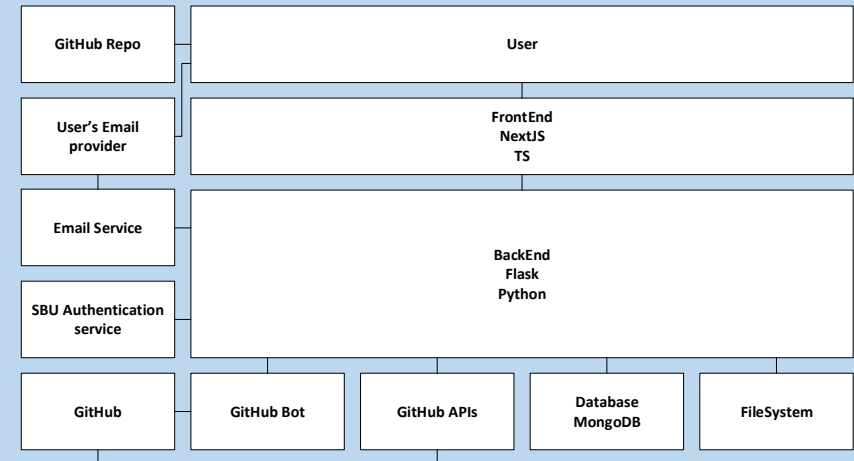 GitHub Repo
User
User's Email
provider
FrontEnd
NextJS
TS
Email Service
BackEnd
Flask
Python
SBU Authentication
service
GitHub
GitHub Bot
GitHub APIs
Database
MongoDB
FileSystem